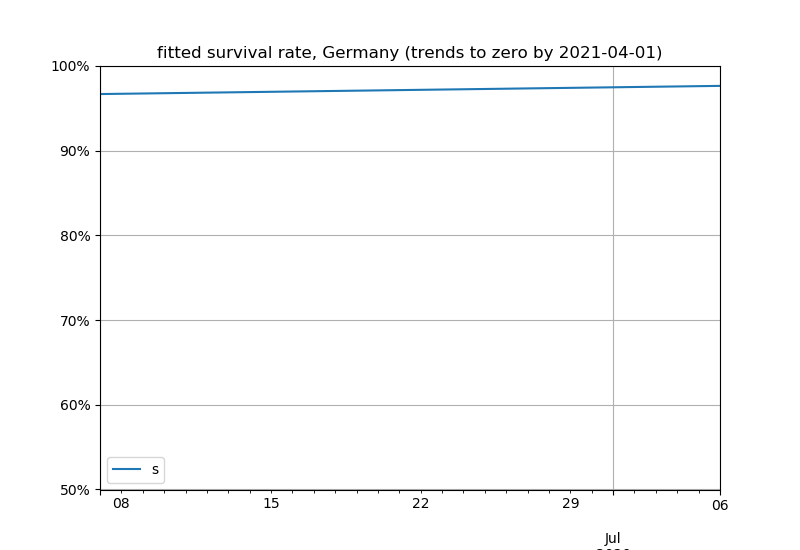 fitted survival rate, Germany (trends to zero by 2021-04-01)
100%
90%
80%
70%
60%
50%
s
08 15 22 29 06
Jul